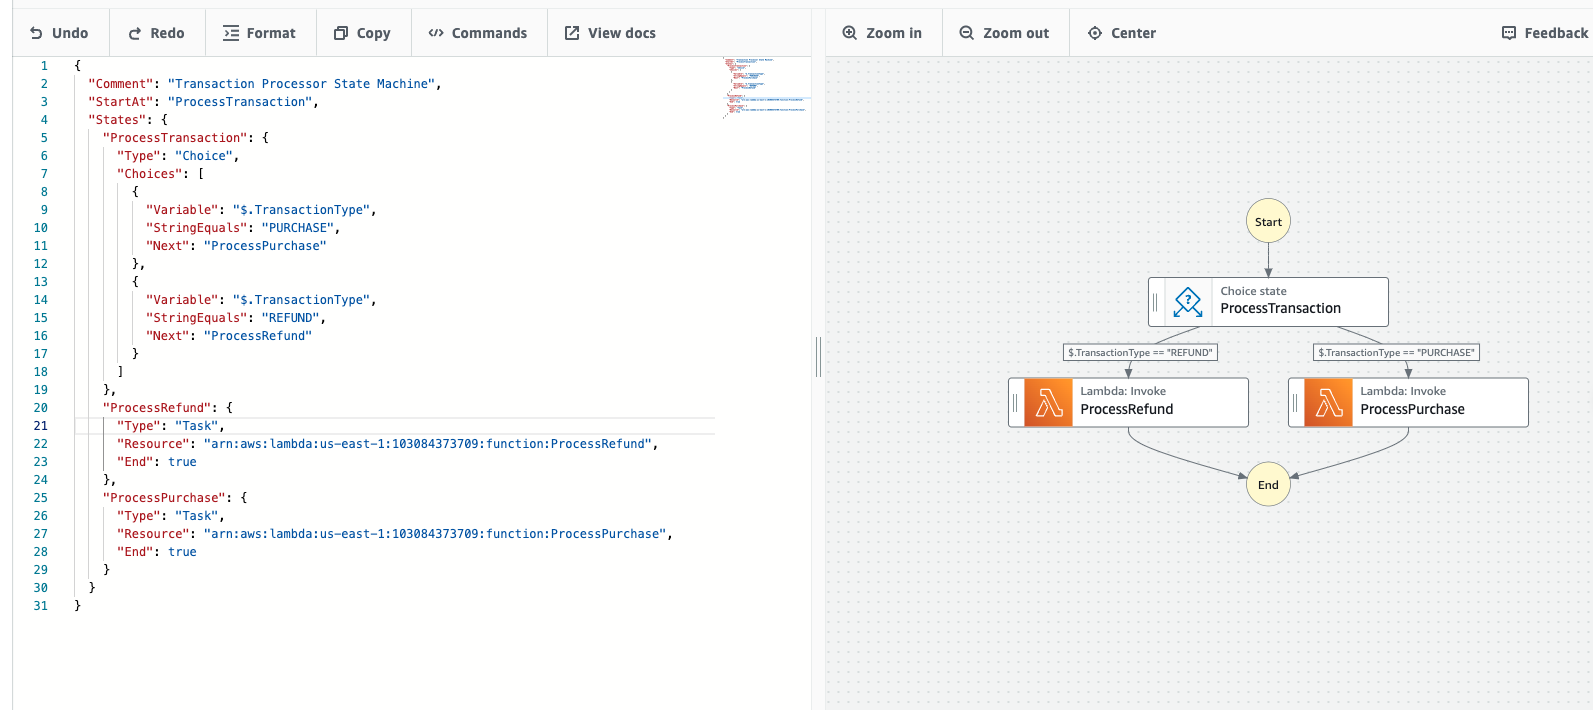 Undo
Redo
Format
Copy
Commands
View docs
Zoom in
Zoom out
Center
Feedback
1 {
2 "Comment": "Transaction Processor State Machine",
3 "StartAt": "ProcessTransaction",
4 "States": {
5 "ProcessTransaction": {
6 "Type": "Choice",
7 "Choices": [
8 {
9 "Variable": "$.TransactionType",
10 "StringEquals": "PURCHASE",
11 "Next": "ProcessPurchase"
12 },
13 {
14 "Variable": "$.TransactionType",
15 "StringEquals": "REFUND",
16 "Next": "ProcessRefund"
17 }
18 ]
19 },
20 "ProcessRefund": {
21 "Type": "Task",
22 "Resource": "arn:aws:lambda:us-east-1:103084373709:function:ProcessRefund",
23 "End": true
24 },
25 "ProcessPurchase": {
26 "Type": "Task",
27 "Resource": "arn:aws:lambda:us-east-1:103084373709:function:ProcessPurchase",
28 "End": true
29 }
30 }
31 }
Start
?
Choice state
ProcessTransaction
$.TransactionType == "REFUND"
$.TransactionType == "PURCHASE"
Lambda: Invoke
ProcessRefund
Lambda: Invoke
ProcessPurchase
End